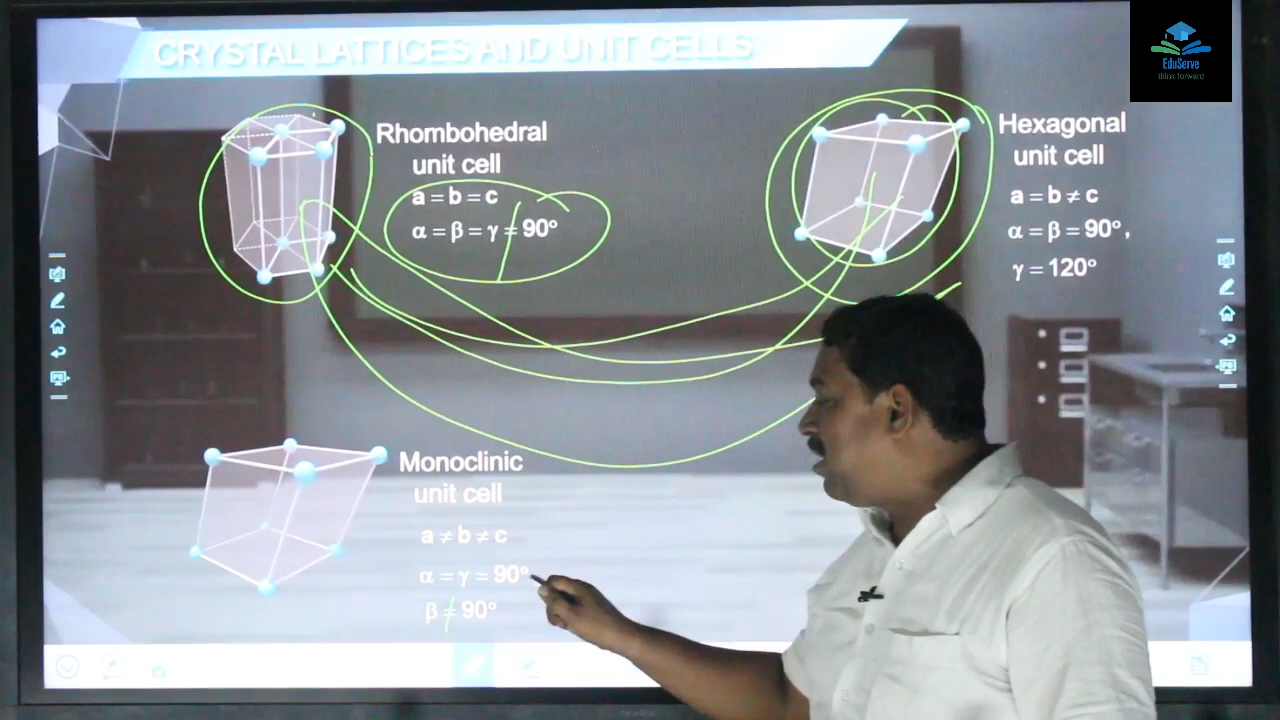 CRYSTAL LATTICES AND UNIT CELLS
EduServe
think forward
Rhombohedral
unit cell
a = b = c
α = β = γ ≠ 90°
Hexagonal
unit cell
a = b ≠ c
α = β = 90°,
γ = 120°
Monoclinic
unit cell
a ≠ b ≠ c
α = γ = 90°
β ≠ 90°